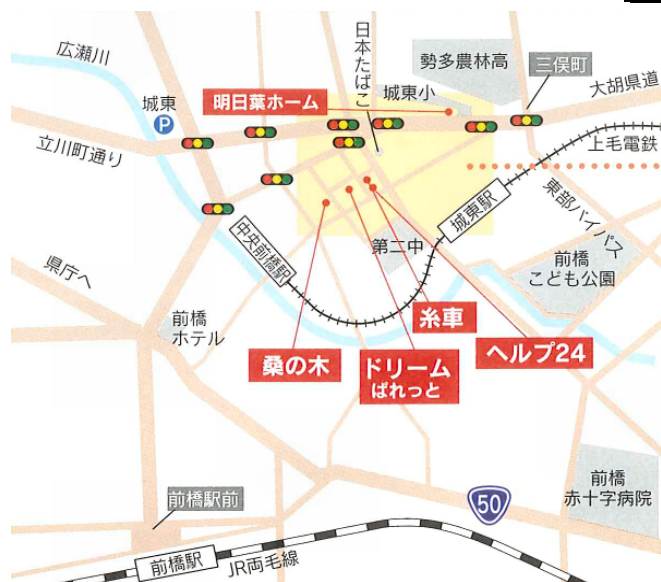 広瀬川
日本たばこ
勢多農林高
三俣町
城東小
大胡県道
明日葉ホーム
城東
P
立川町通り
上毛電鉄
城東駅
東部バイパス
中央前橋駅
第二中
前橋
こども公園
県庁へ
前橋
ホテル
糸車
ヘルプ24
桑の木
ドリーム
ぱれっと
前橋
赤十字病院
50
前橋駅前
前橋駅
JR両毛線